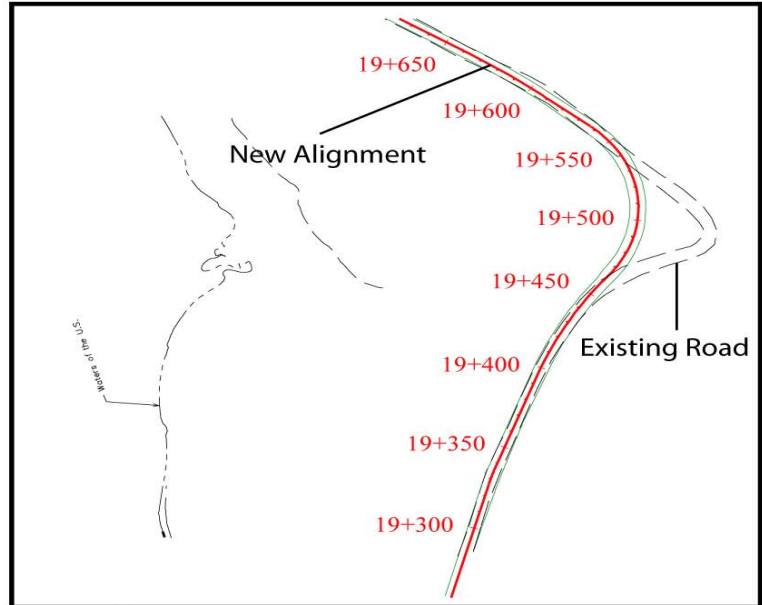 19+650
19+600
New Alignment
19+550
19+500
19+450
Waters of the U.S.
Existing Road
19+400
19+350
19+300